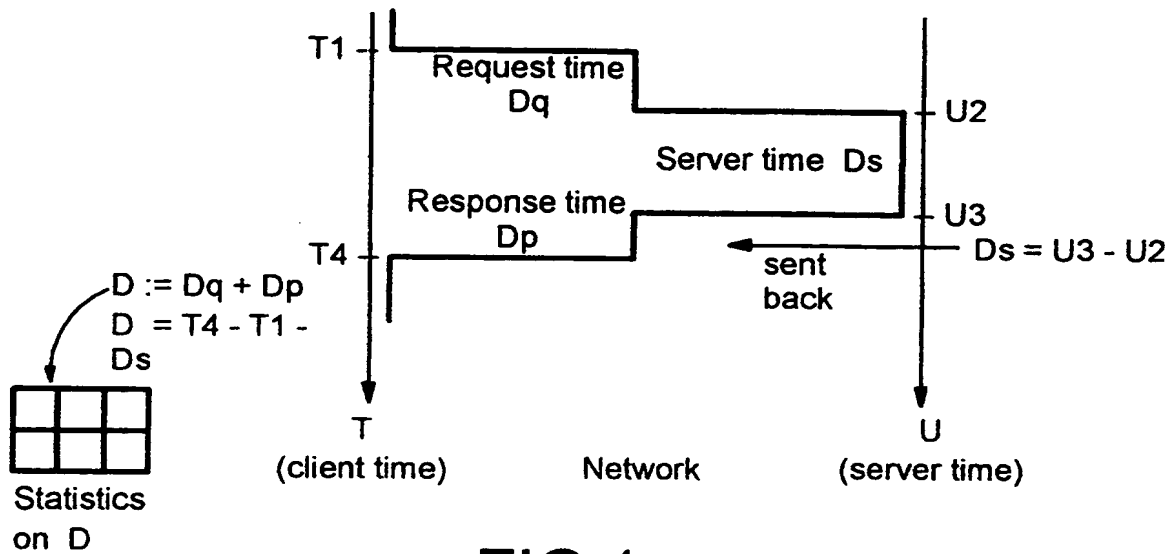 T1
Request time
Dq
U2
Server time Ds
Response time
Dp
U3
T4
Ds = U3 - U2
sent
back
D := Dq + Dp
D = T4 - T1 -
Ds
T
U
(client time)
Network
(server time)
Statistics
on D